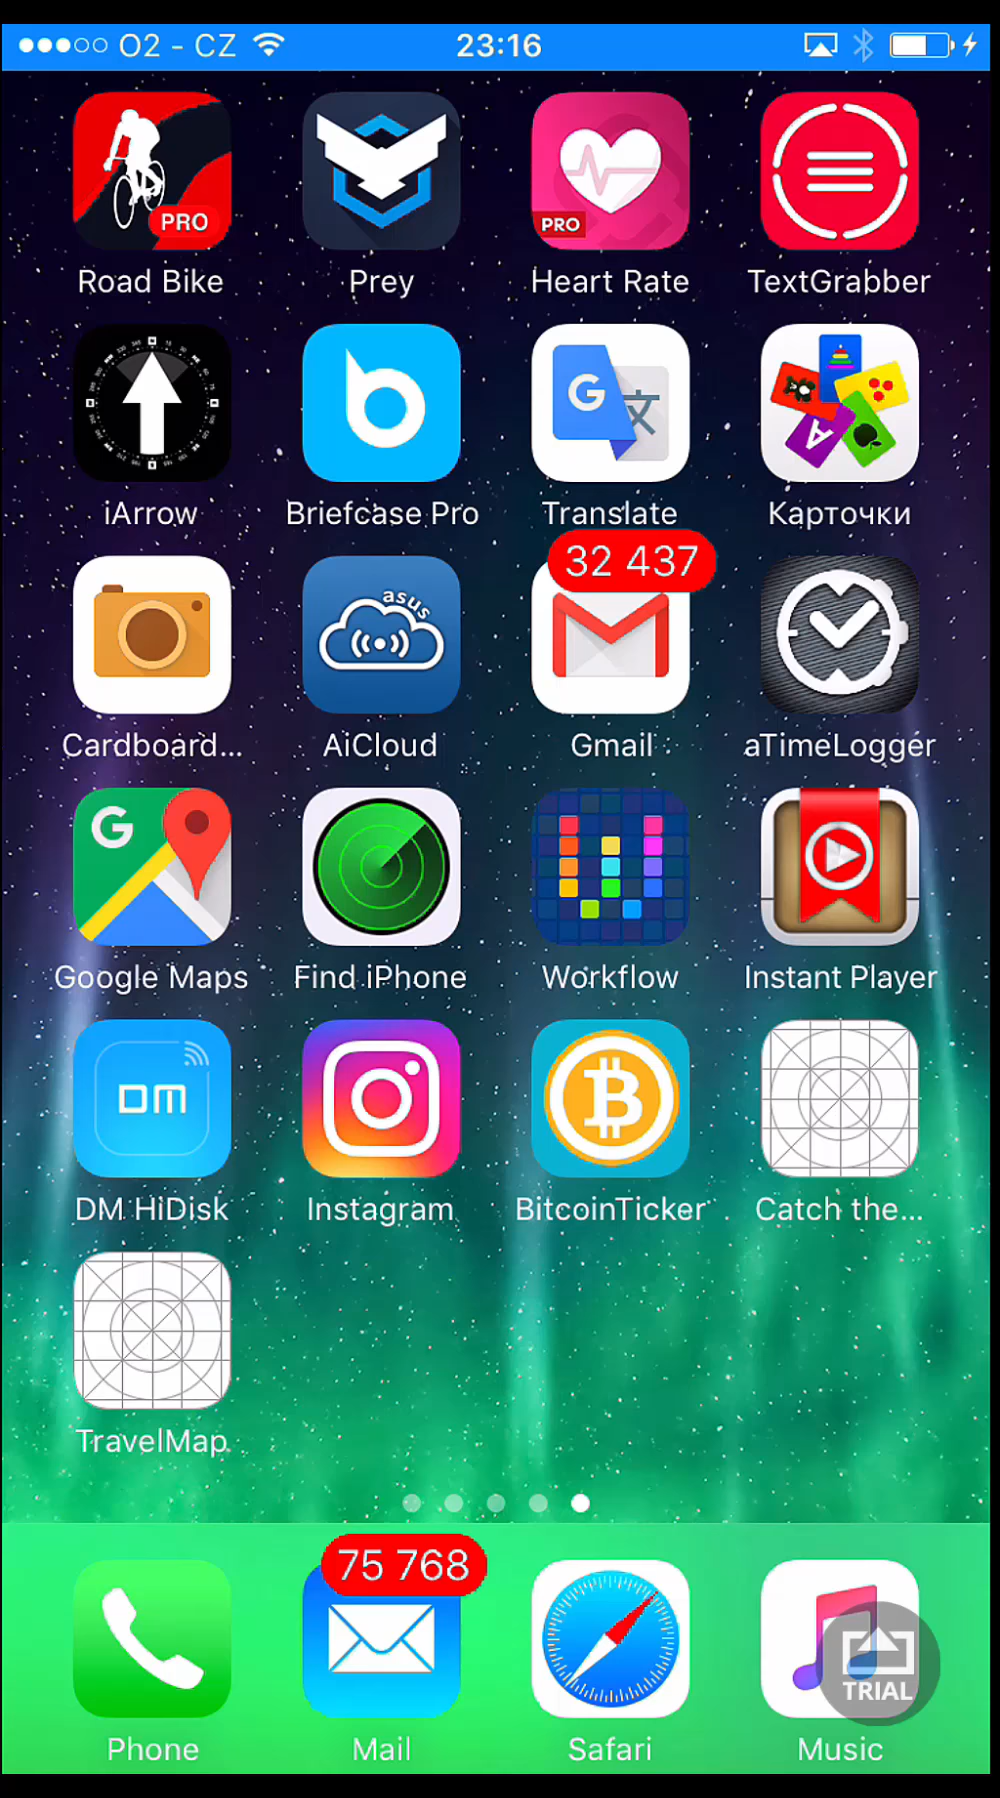 O2 - CZ 23:16
PRO PRO
Road Bike Prey Heart Rate TextGrabber
G 文
iArrow Briefcase Pro Translate Карточки
32 437
asus
Cardboard... AiCloud Gmail aTimeLogger
G
Google Maps Find iPhone Workflow Instant Player
DM
DM HiDisk Instagram BitcoinTicker Catch the...
TravelMap
75 768
TRIAL
Phone Mail Safari Music